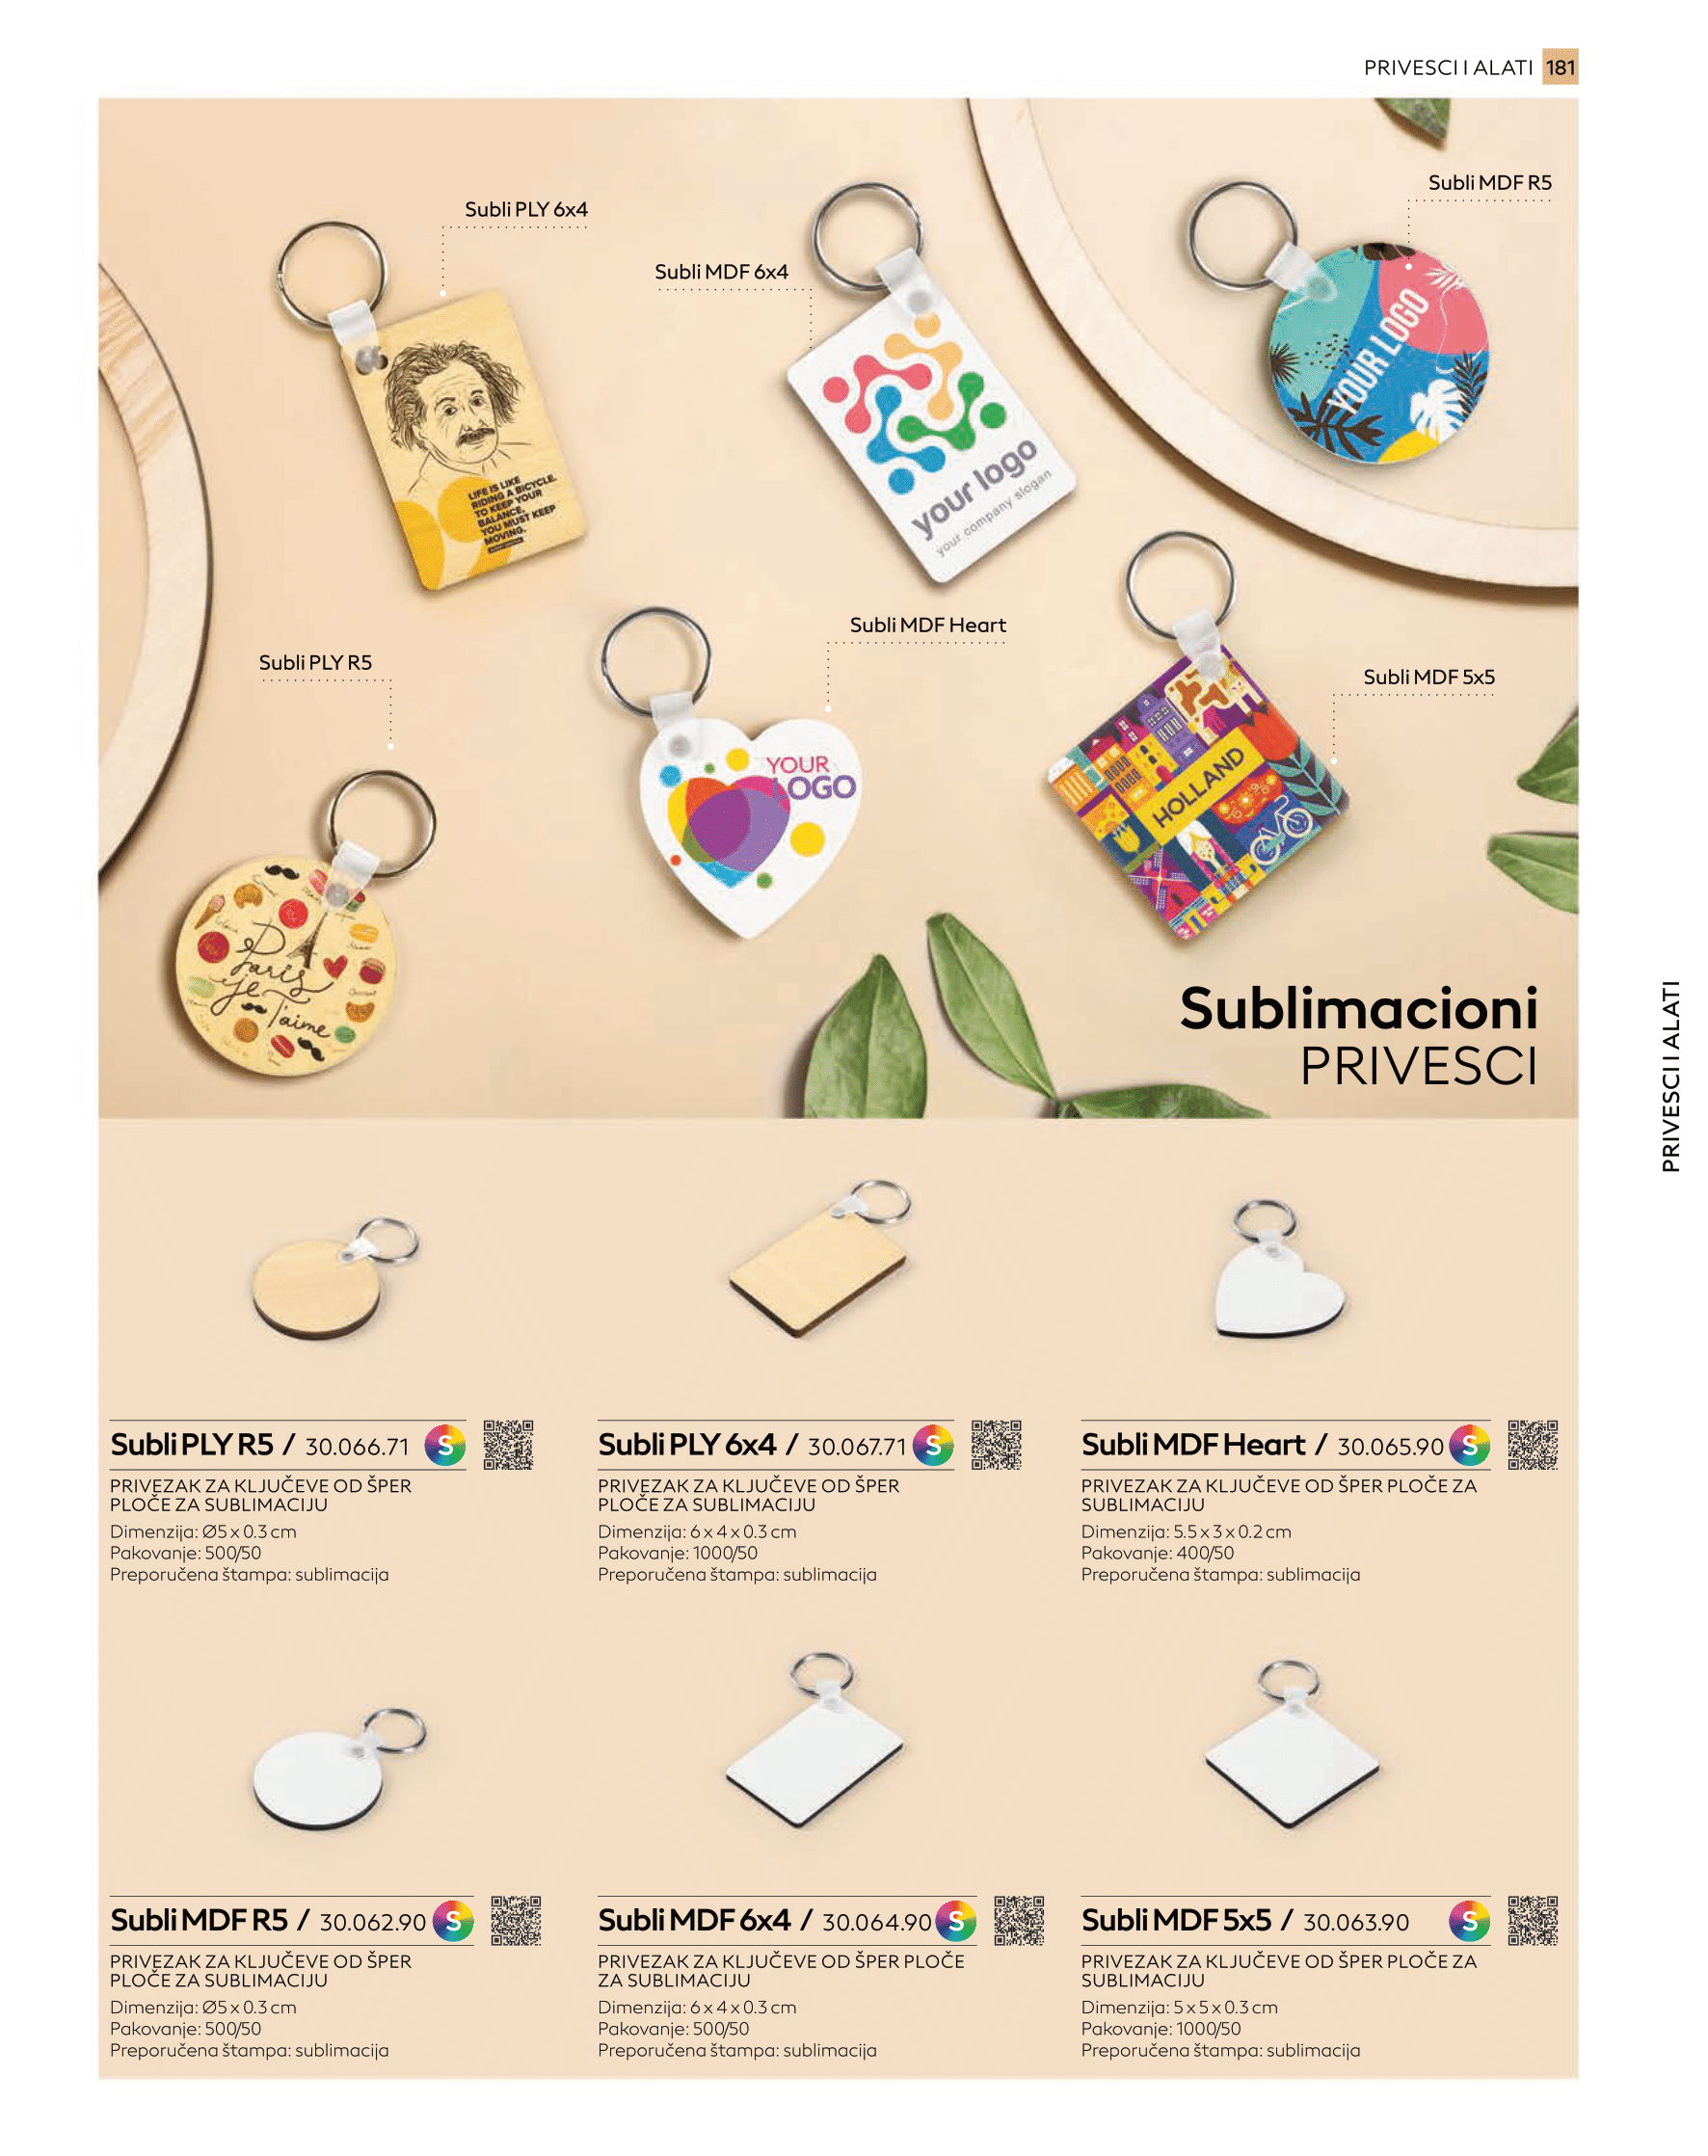 PRIVESCI I ALATI 181
Subli MDF R5
Subli PLY 6x4
Subli MDF 6x4
YOUR LOGO
LIFE IS LIKE
RIDING A BICYCLE.
TO KEEP YOUR
BALANCE,
YOU MUST KEEP
MOVING.
your logo
your company slogan
Subli MDF Heart
Subli PLY R5
Subli MDF 5x5
YOUR
LOGO
HOLLAND
Paris
je
T'aime
Sublimacioni
PRIVESCI
PRIVESCI I ALATI
Subli PLY R5 / 30.066.71 S
PRIVEZAK ZA KLJUČEVE OD ŠPER
PLOČE ZA SUBLIMACIJU
Dimenzija: Ø5 x 0.3 cm
Pakovanje: 500/50
Preporučena štampa: sublimacija
Subli PLY 6x4 / 30.067.71 S
PRIVEZAK ZA KLJUČEVE OD ŠPER
PLOČE ZA SUBLIMACIJU
Dimenzija: 6 x 4 x 0.3 cm
Pakovanje: 1000/50
Preporučena štampa: sublimacija
Subli MDF Heart / 30.065.90 S
PRIVEZAK ZA KLJUČEVE OD ŠPER PLOČE ZA
SUBLIMACIJU
Dimenzija: 5.5 x 3 x 0.2 cm
Pakovanje: 400/50
Preporučena štampa: sublimacija
Subli MDF R5 / 30.062.90 S
PRIVEZAK ZA KLJUČEVE OD ŠPER
PLOČE ZA SUBLIMACIJU
Dimenzija: Ø5 x 0.3 cm
Pakovanje: 500/50
Preporučena štampa: sublimacija
Subli MDF 6x4 / 30.064.90 S
PRIVEZAK ZA KLJUČEVE OD ŠPER PLOČE
ZA SUBLIMACIJU
Dimenzija: 6 x 4 x 0.3 cm
Pakovanje: 500/50
Preporučena štampa: sublimacija
Subli MDF 5x5 / 30.063.90 S
PRIVEZAK ZA KLJUČEVE OD ŠPER PLOČE ZA
SUBLIMACIJU
Dimenzija: 5 x 5 x 0.3 cm
Pakovanje: 1000/50
Preporučena štampa: sublimacija